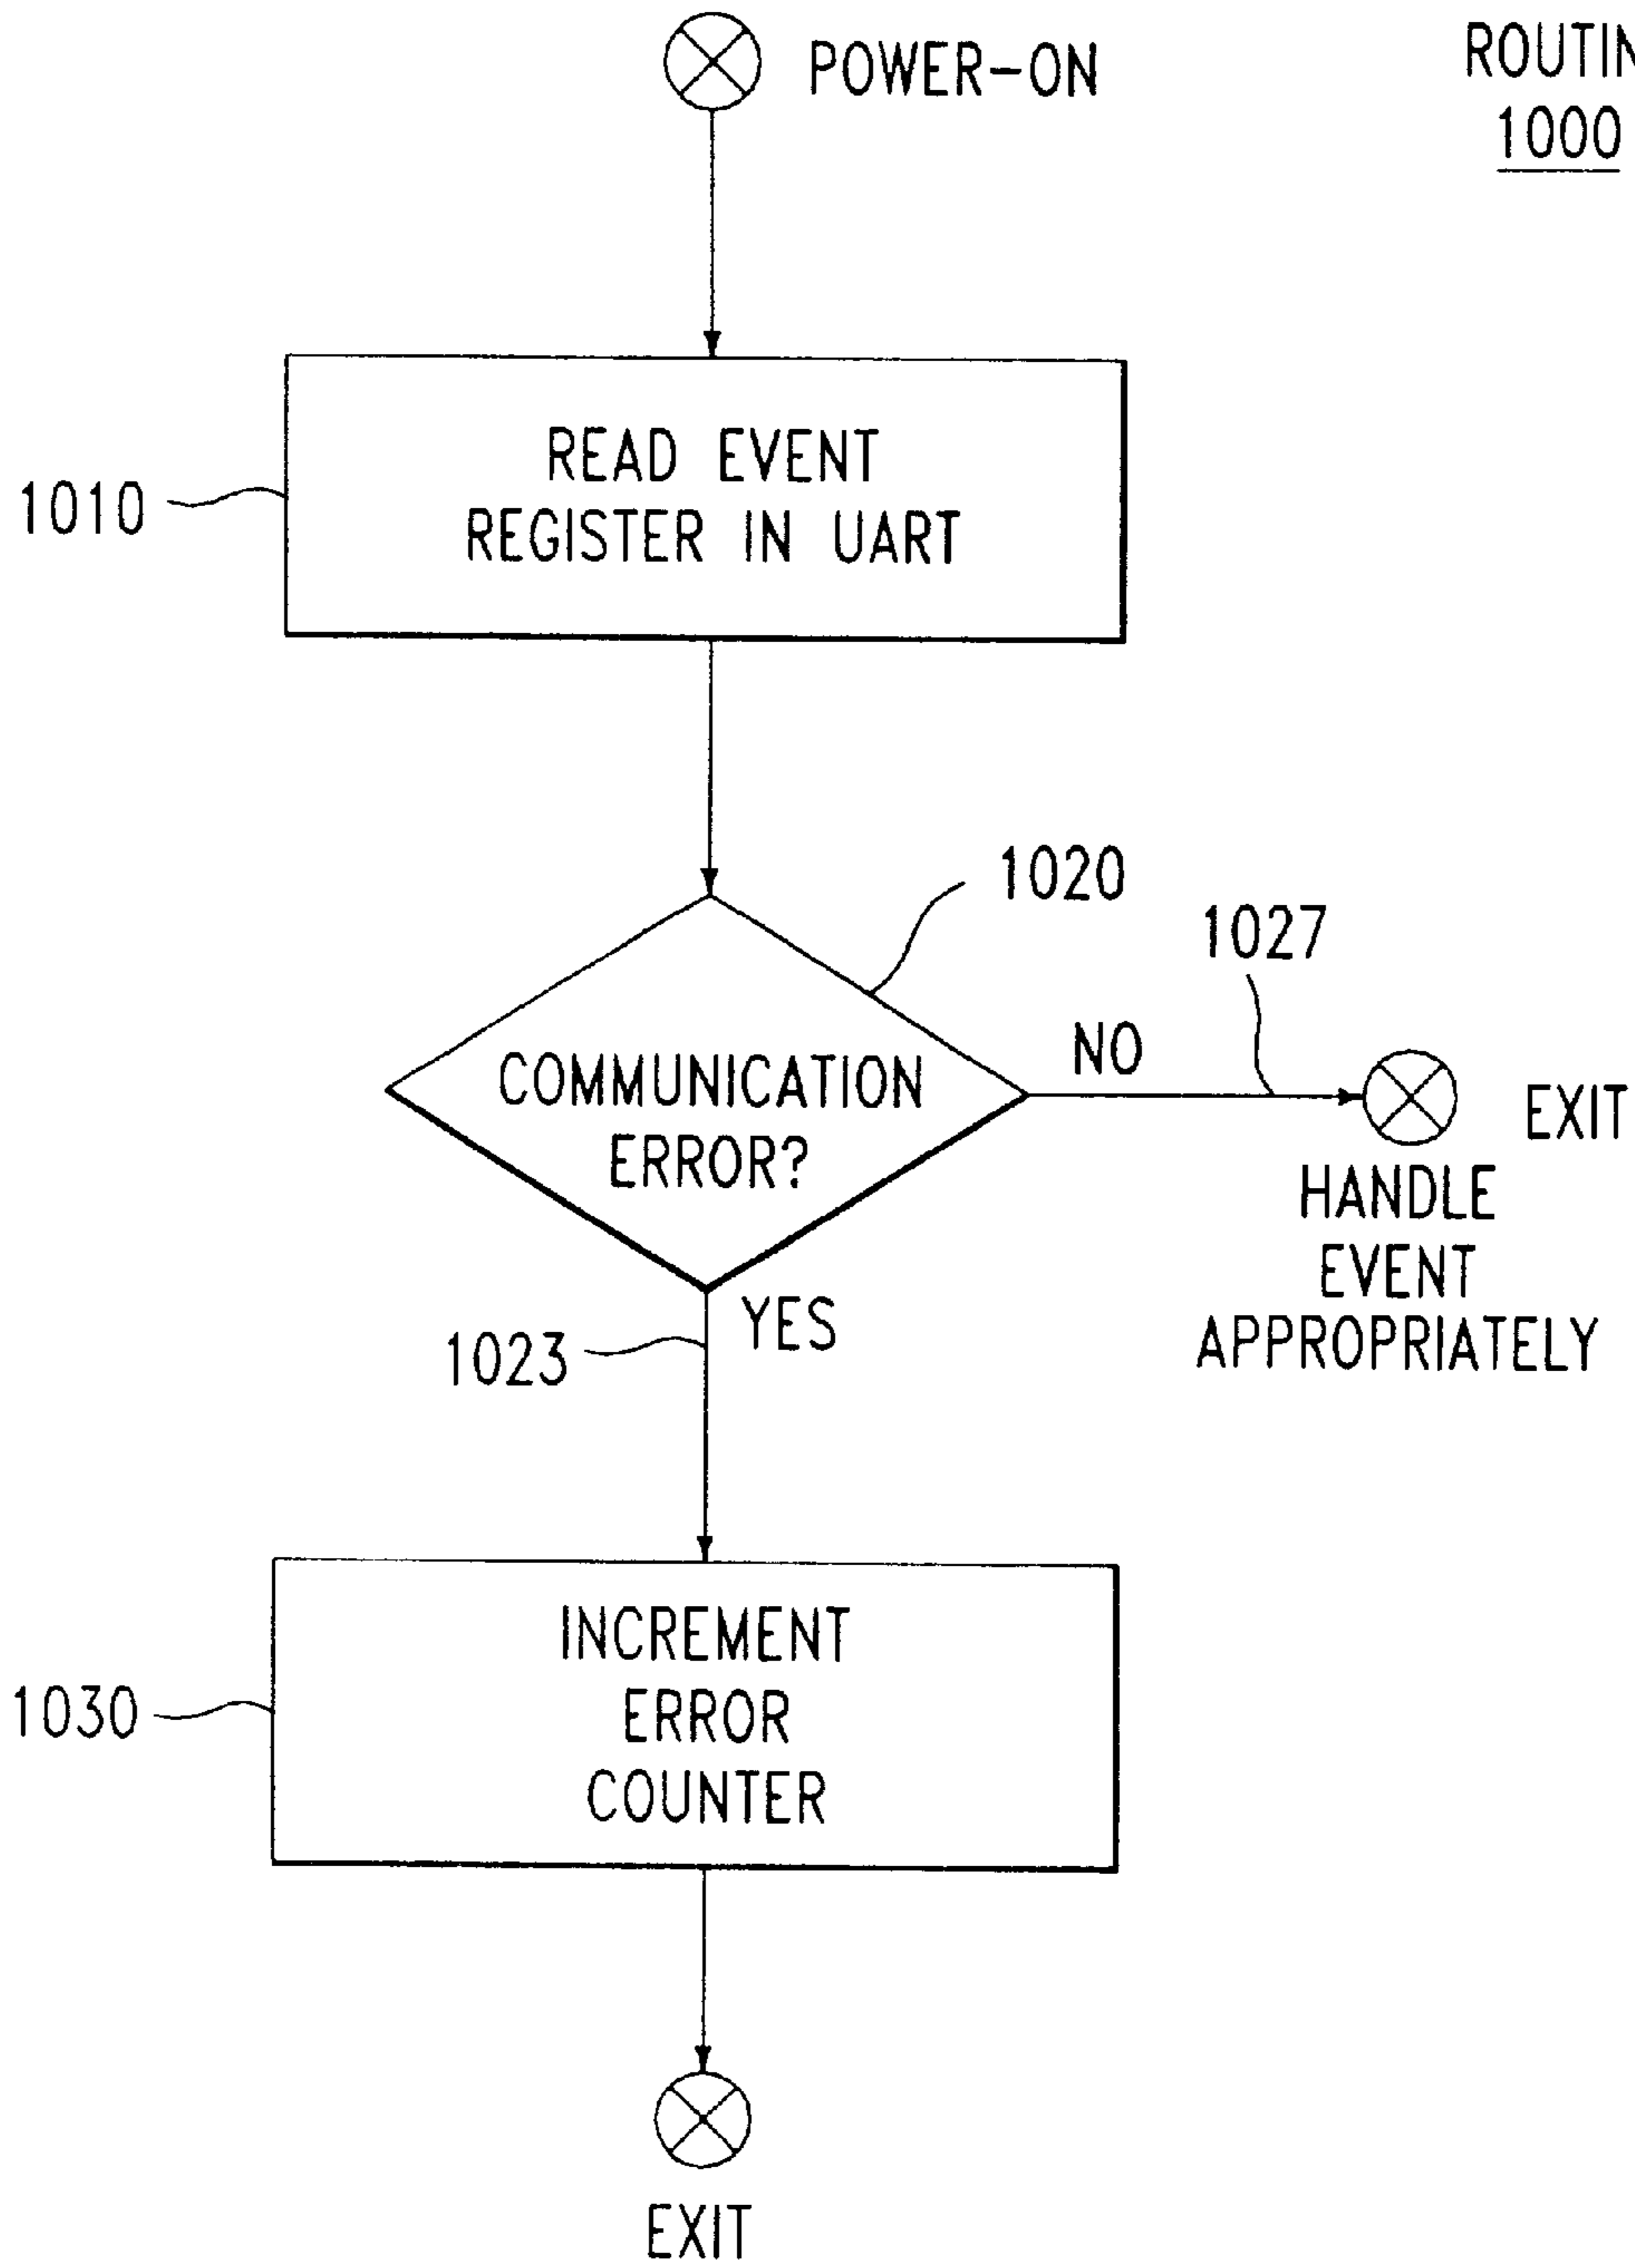 POWER-ON
ROUTIN
1000
READ EVENT
REGISTER IN UART
1010
1020
1027
COMMUNICATION
ERROR?
NO
EXIT
HANDLE
EVENT
APPROPRIATELY
YES
1023
INCREMENT
ERROR
COUNTER
1030
EXIT